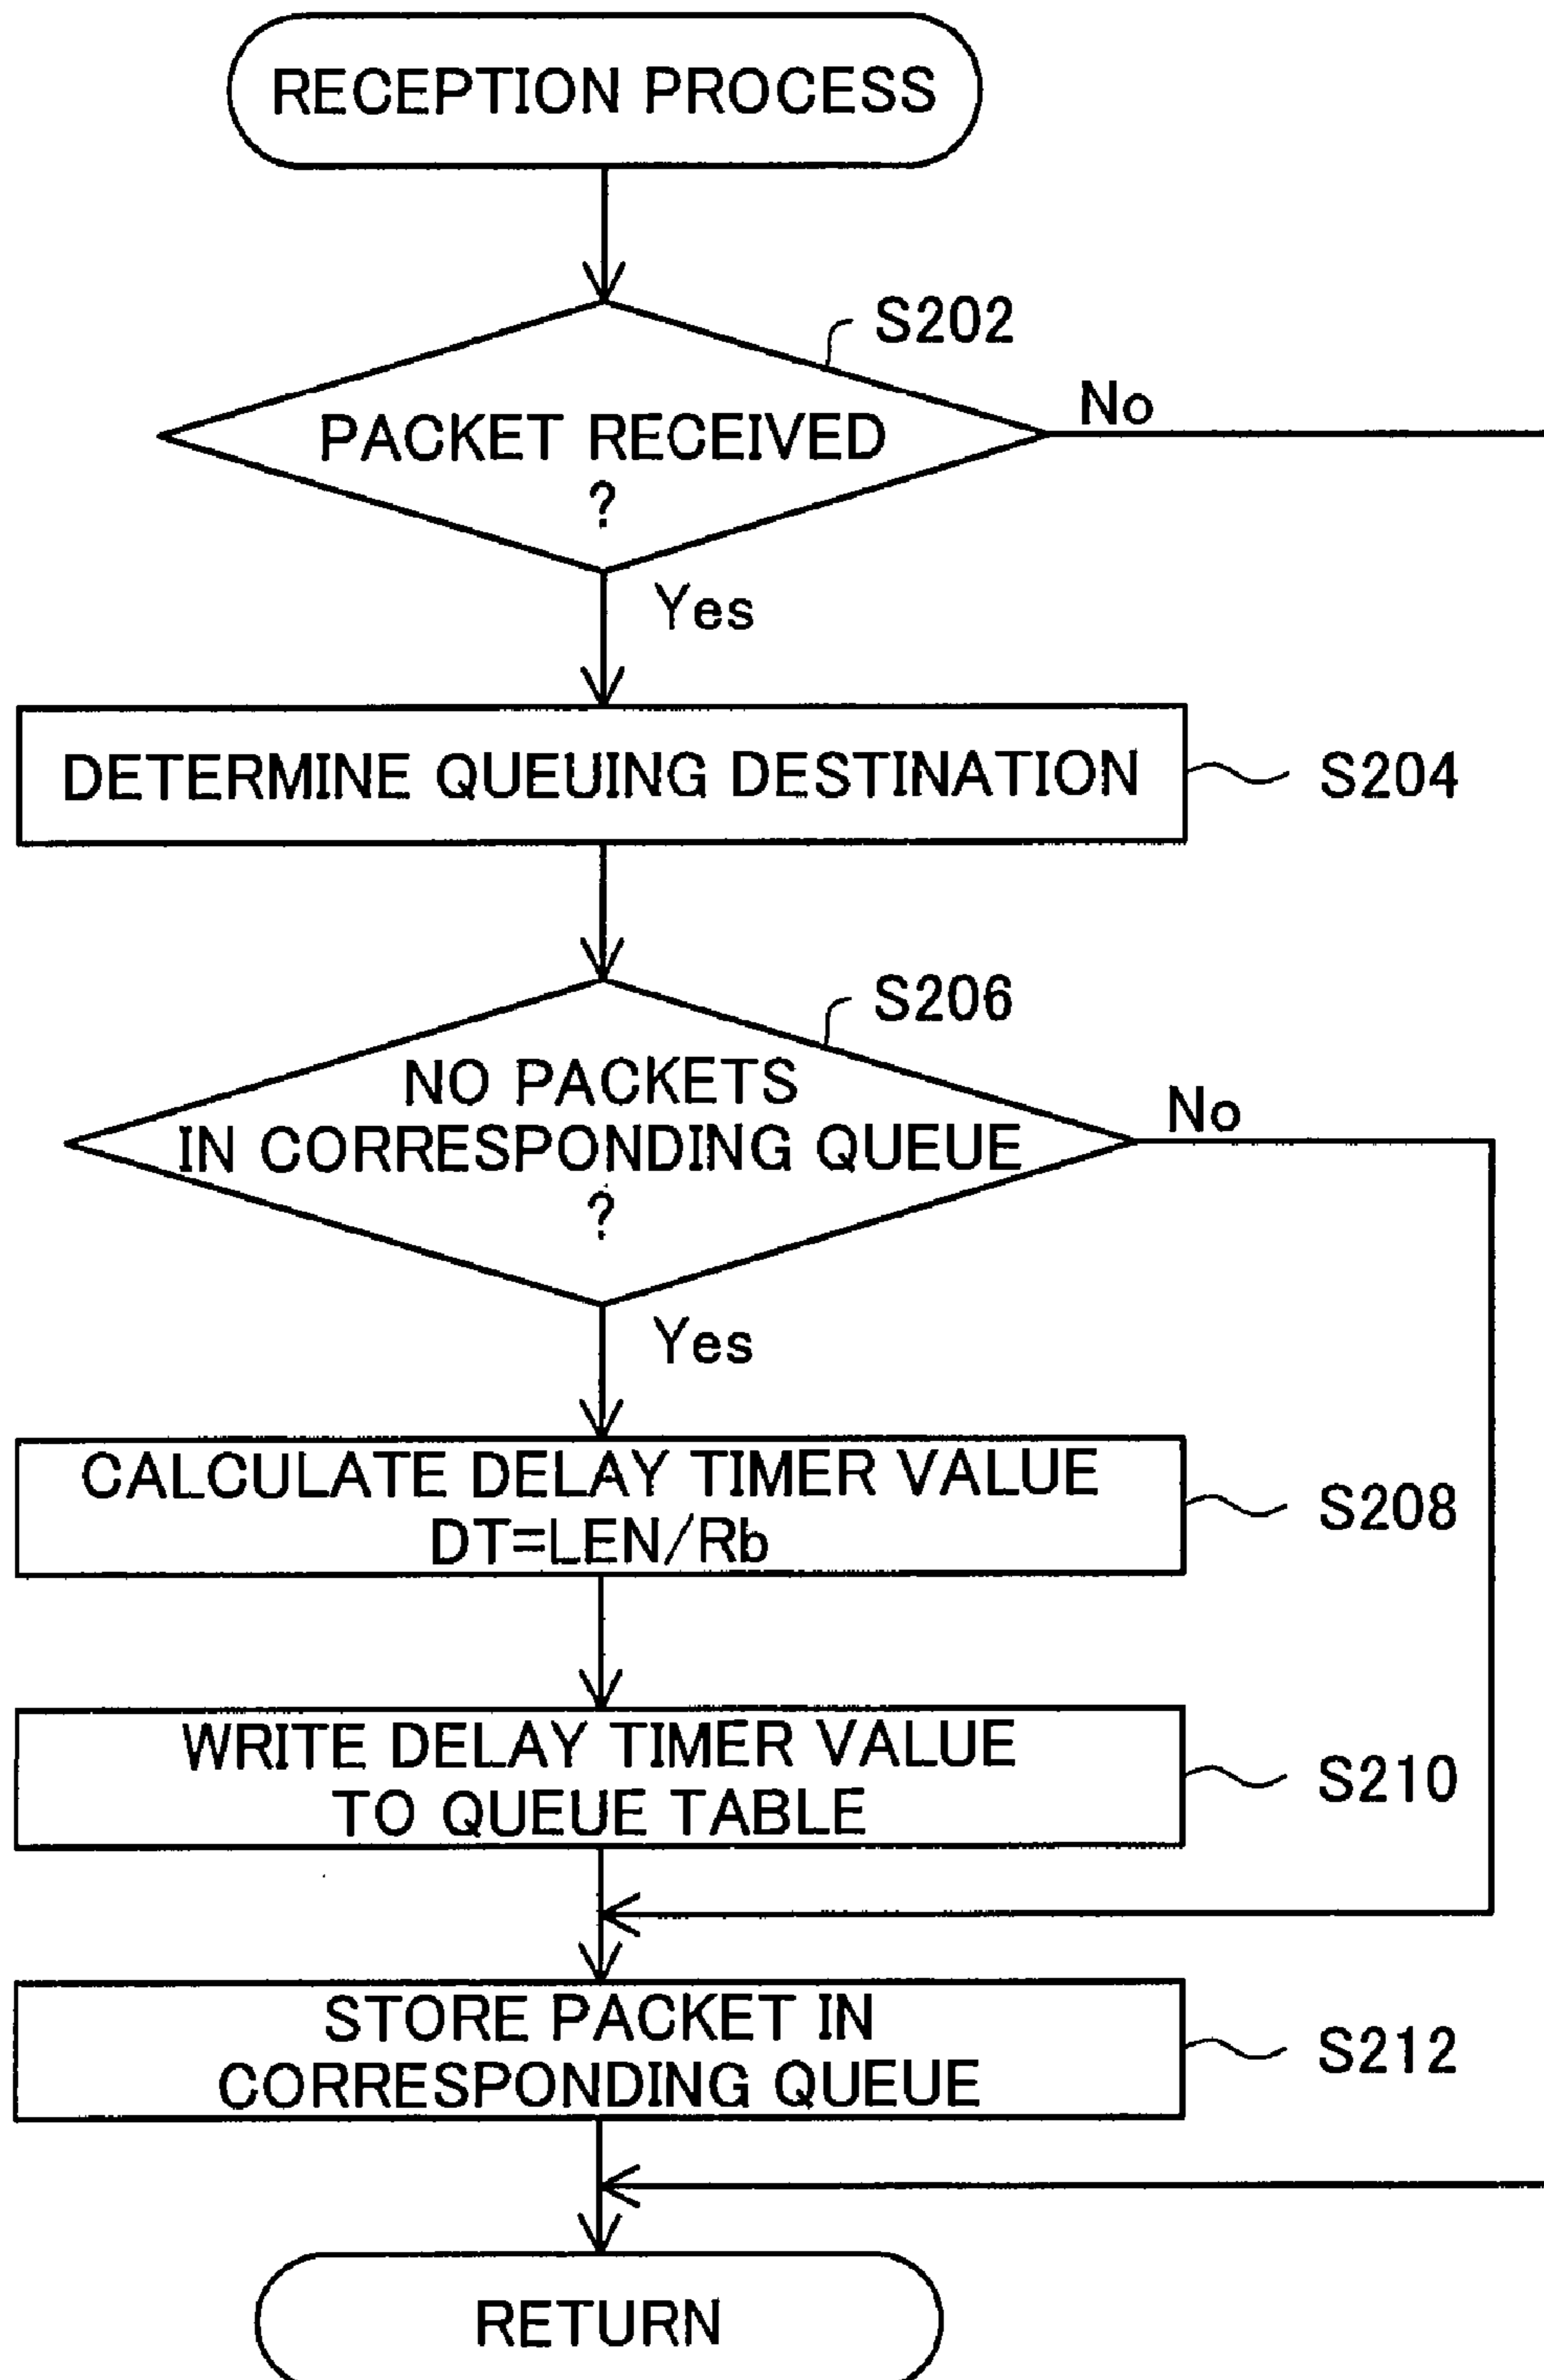 RECEPTION PROCESS
S202
No
PACKET RECEIVED
?
Yes
DETERMINE QUEUING DESTINATION
S204
S206
NO PACKETS
IN CORRESPONDING QUEUE
?
No
Yes
CALCULATE DELAY TIMER VALUE
DT=LEN/Rb
S208
WRITE DELAY TIMER VALUE
TO QUEUE TABLE
S210
STORE PACKET IN
CORRESPONDING QUEUE
S212
RETURN